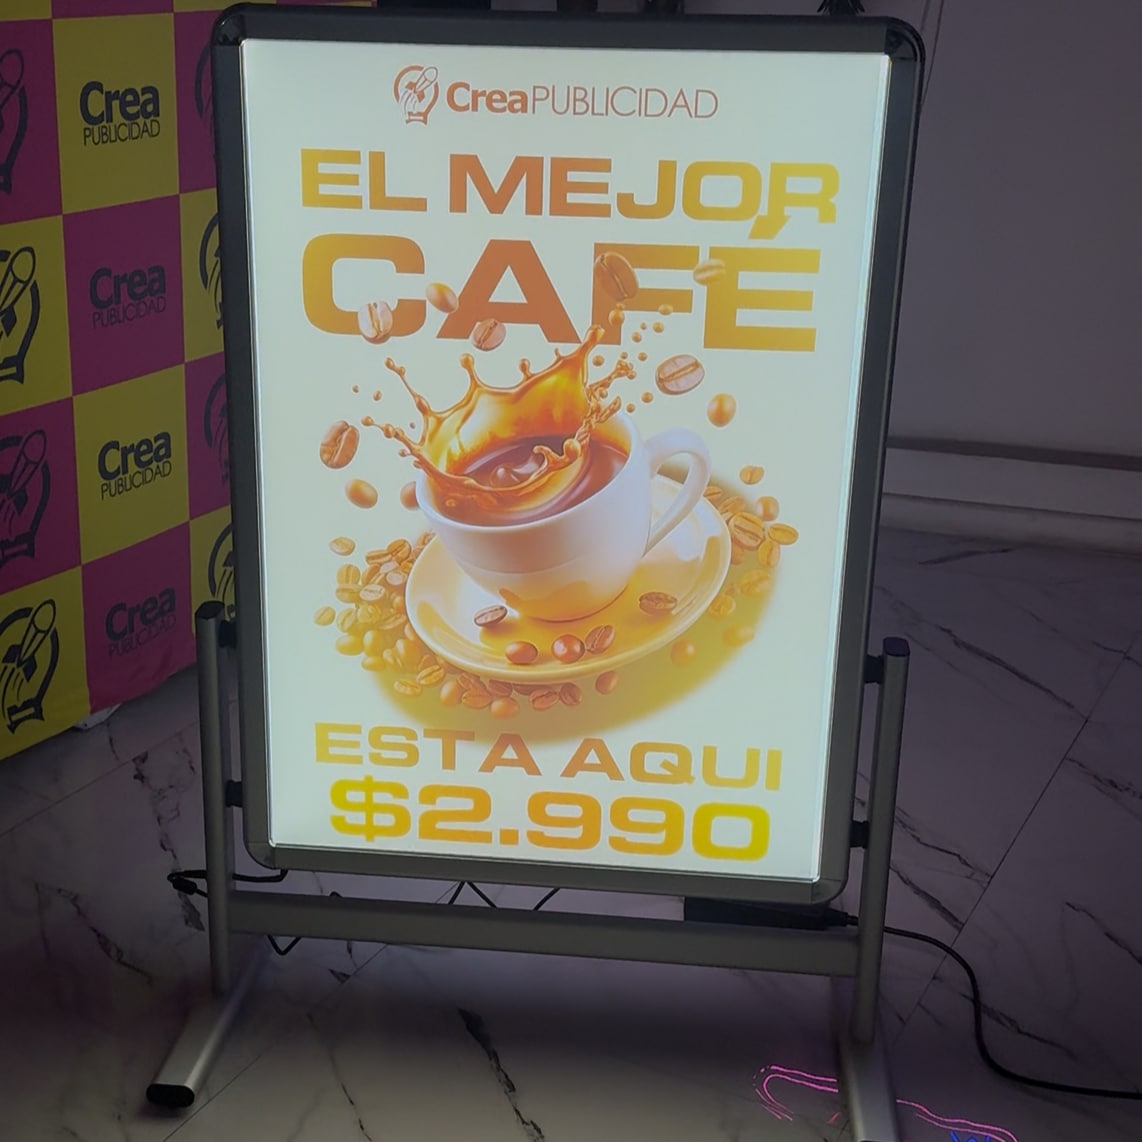 CreaPUBLICIDAD
EL MEJOR
CAFÉ
ESTA AQUI
$2.990
Crea
PUBLICIDAD
Crea
PUBLICIDAD
Crea
PUBLICIDAD
Crea
PUBLICIDAD